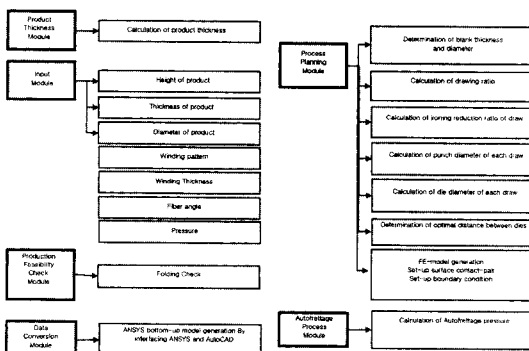 Product
Thickness
Module
Calculation of product thickness
Input
Module
Height of product
Thickness of product
Diameter of product
Winding pattern
Winding Thickness
Fiber angle
Pressure
Production
Feasibility
Check
Module
Folding Check
Data
Conversion
Module
ANSYS bottom-up model generation By
interfacing ANSYS and AutoCAD
Process
Planning
Module
Determination of blank thickness
and diameter
Calculation of drawing ratio
Calculation of ironing reduction ratio of draw
Calculation of punch diameter of each draw
Calculation of die diameter of each draw
Determination of optimal distance between dies
FE-model generation
Set-up surface contact-pair
Set-up boundary condition
Autofrettage
Process
Module
Calculation of Autofrettage pressure